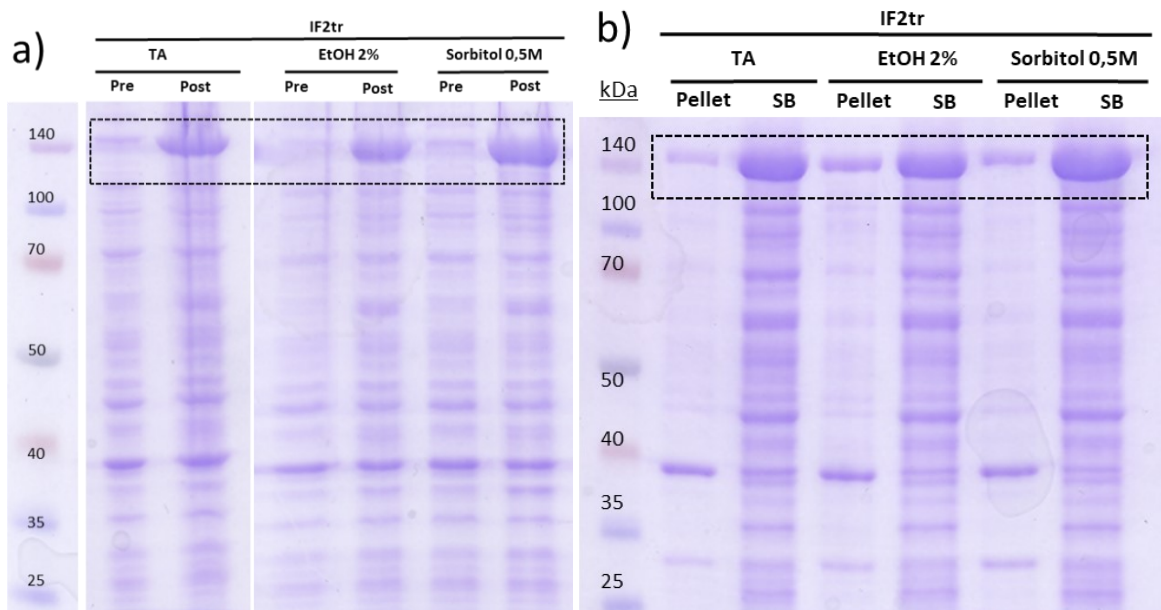 a)
IF2tr
TA EtOH 2% Sorbitol 0,5M
Pre Post Pre Post Pre Post
140
100
70
50
40
35
25
b)
IF2tr
TA EtOH 2% Sorbitol 0,5M
kDa Pellet SB Pellet SB Pellet SB
140
100
70
50
40
35
25